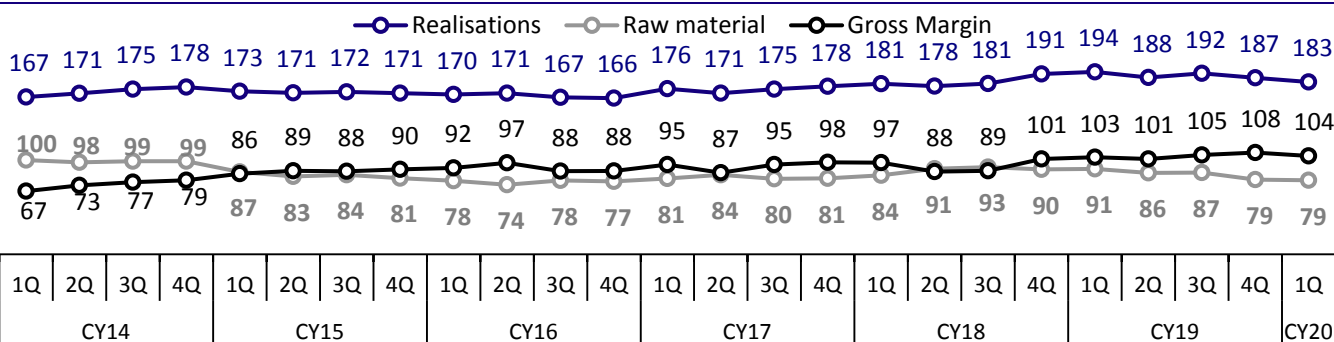 Realisations Raw material Gross Margin
167 171 175 178 173 171 172 171 170 171 167 166 176 171 175 178 181 178 181 191 194 188 192 187 183
100 98 99 99 86 89 88 90 92 97 88 88 95 87 95 98 97 88 89 101 103 101 105 108 104
67 73 77 79 87 83 84 81 78 74 78 77 81 84 80 81 84 91 93 90 91 86 87 79 79
1Q 2Q 3Q 4Q 1Q 2Q 3Q 4Q 1Q 2Q 3Q 4Q 1Q 2Q 3Q 4Q 1Q 2Q 3Q 4Q 1Q 2Q 3Q 4Q 1Q
CY14 CY15 CY16 CY17 CY18 CY19 CY20